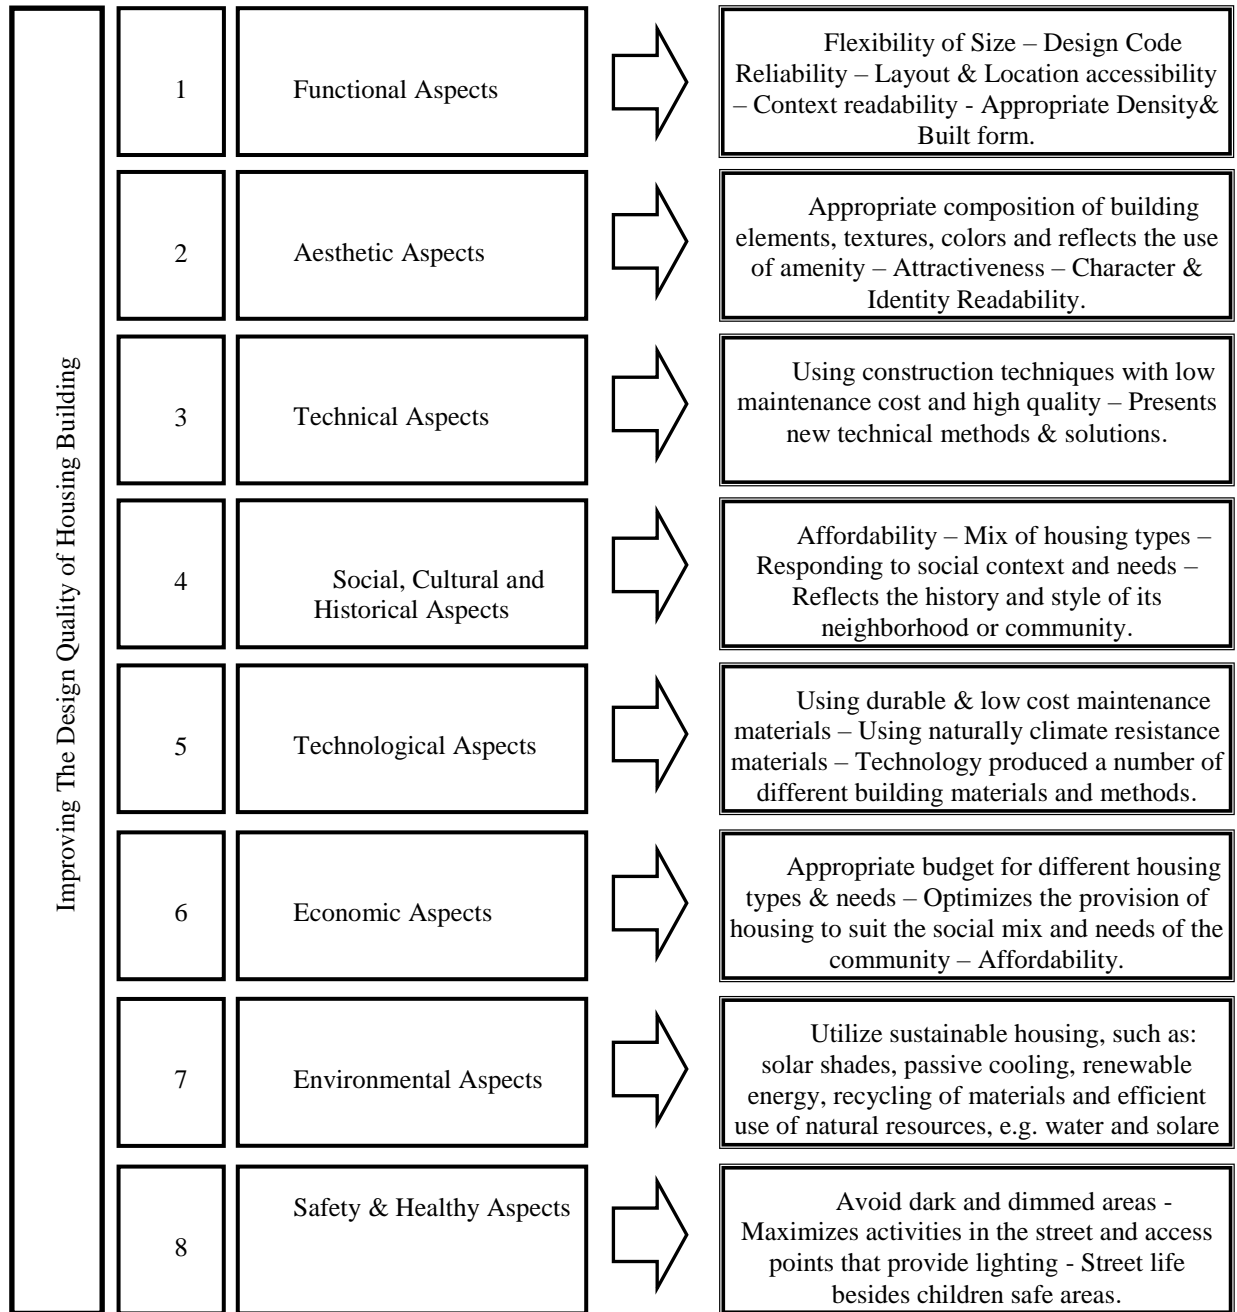 Improving The Design Quality of Housing Building
1
Functional Aspects
Flexibility of Size – Design Code
Reliability – Layout & Location accessibility
– Context readability - Appropriate Density&
Built form.
2
Aesthetic Aspects
Appropriate composition of building
elements, textures, colors and reflects the use
of amenity – Attractiveness – Character &
Identity Readability.
3
Technical Aspects
Using construction techniques with low
maintenance cost and high quality – Presents
new technical methods & solutions.
4
Social, Cultural and
Historical Aspects
Affordability – Mix of housing types –
Responding to social context and needs –
Reflects the history and style of its
neighborhood or community.
5
Technological Aspects
Using durable & low cost maintenance
materials – Using naturally climate resistance
materials – Technology produced a number of
different building materials and methods.
6
Economic Aspects
Appropriate budget for different housing
types & needs – Optimizes the provision of
housing to suit the social mix and needs of the
community – Affordability.
7
Environmental Aspects
Utilize sustainable housing, such as:
solar shades, passive cooling, renewable
energy, recycling of materials and efficient
use of natural resources, e.g. water and solare
8
Safety & Healthy Aspects
Avoid dark and dimmed areas -
Maximizes activities in the street and access
points that provide lighting - Street life
besides children safe areas.